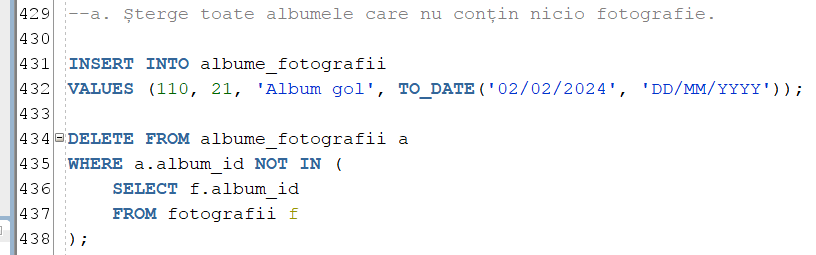 429 --a. Șterge toate albumele care nu conțin nicio fotografie.
430
431 INSERT INTO albume_fotografii
432 VALUES (110, 21, 'Album gol', TO_DATE('02/02/2024', 'DD/MM/YYYY'));
433
434 DELETE FROM albume_fotografii a
435 WHERE a.album_id NOT IN (
436     SELECT f.album_id
437     FROM fotografii f
438 );